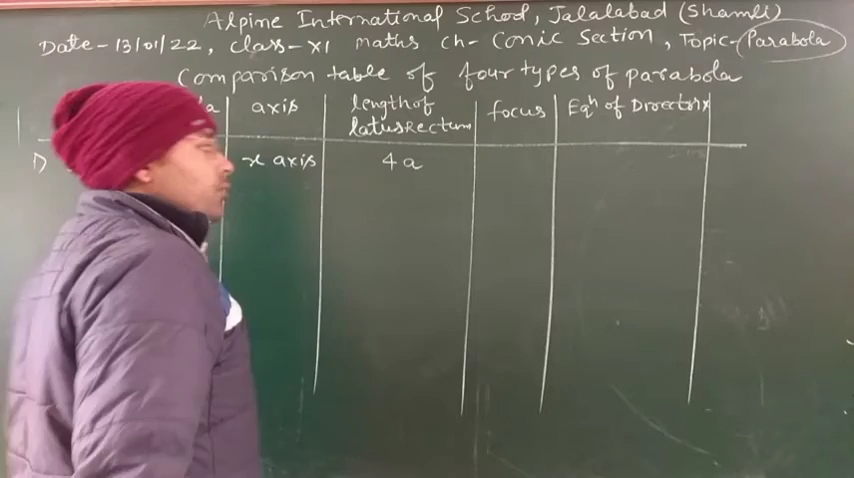 Alpine International School, Jalalabad (Shamli)
Date-13/01/22, class-XI maths ch- Conic Section, Topic-Parabola
Comparison table of four types of parabola
axis length of latus Rectum focus Eqn of Directrix
1) x axis 4a